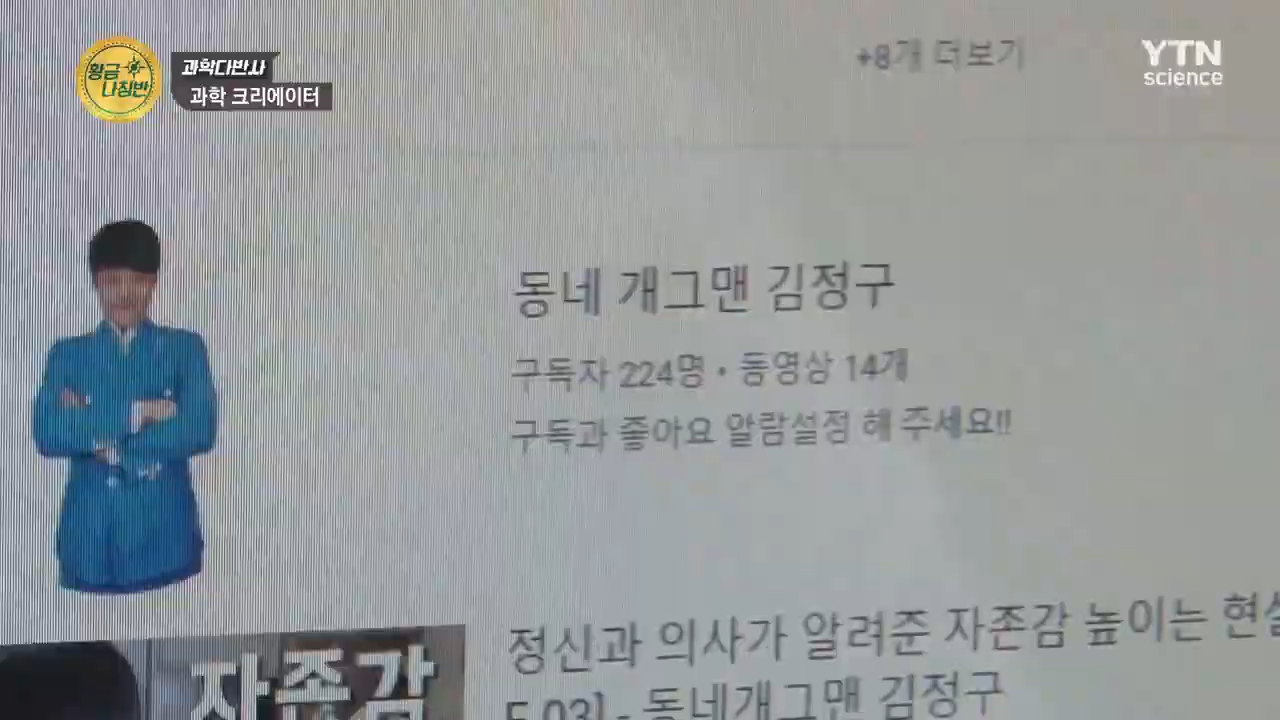 황금
나침반
과학다반사
과학 크리에이터
YTN
science
+8개 더보기
동네 개그맨 김정구
구독자 224명 • 동영상 14개
구독과 좋아요 알람설정 해 주세요!!
정신과 의사가 알려준 자존감 높이는
자존감
- 동네개그맨 김정구